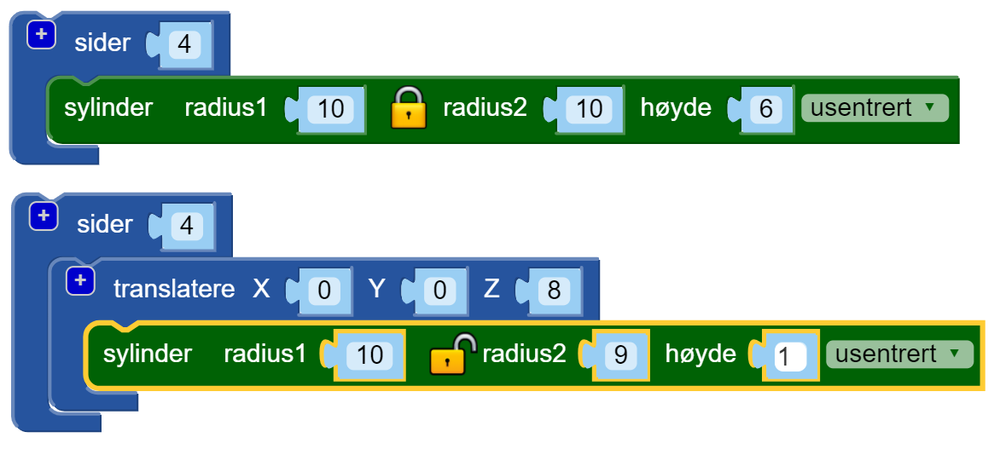 + sider 4
sylinder radius1 10 radius2 10 høyde 6 usentrert ▼
+ sider 4
+ translatere X 0 Y 0 Z 8
sylinder radius1 10 radius2 9 høyde 1 usentrert ▼